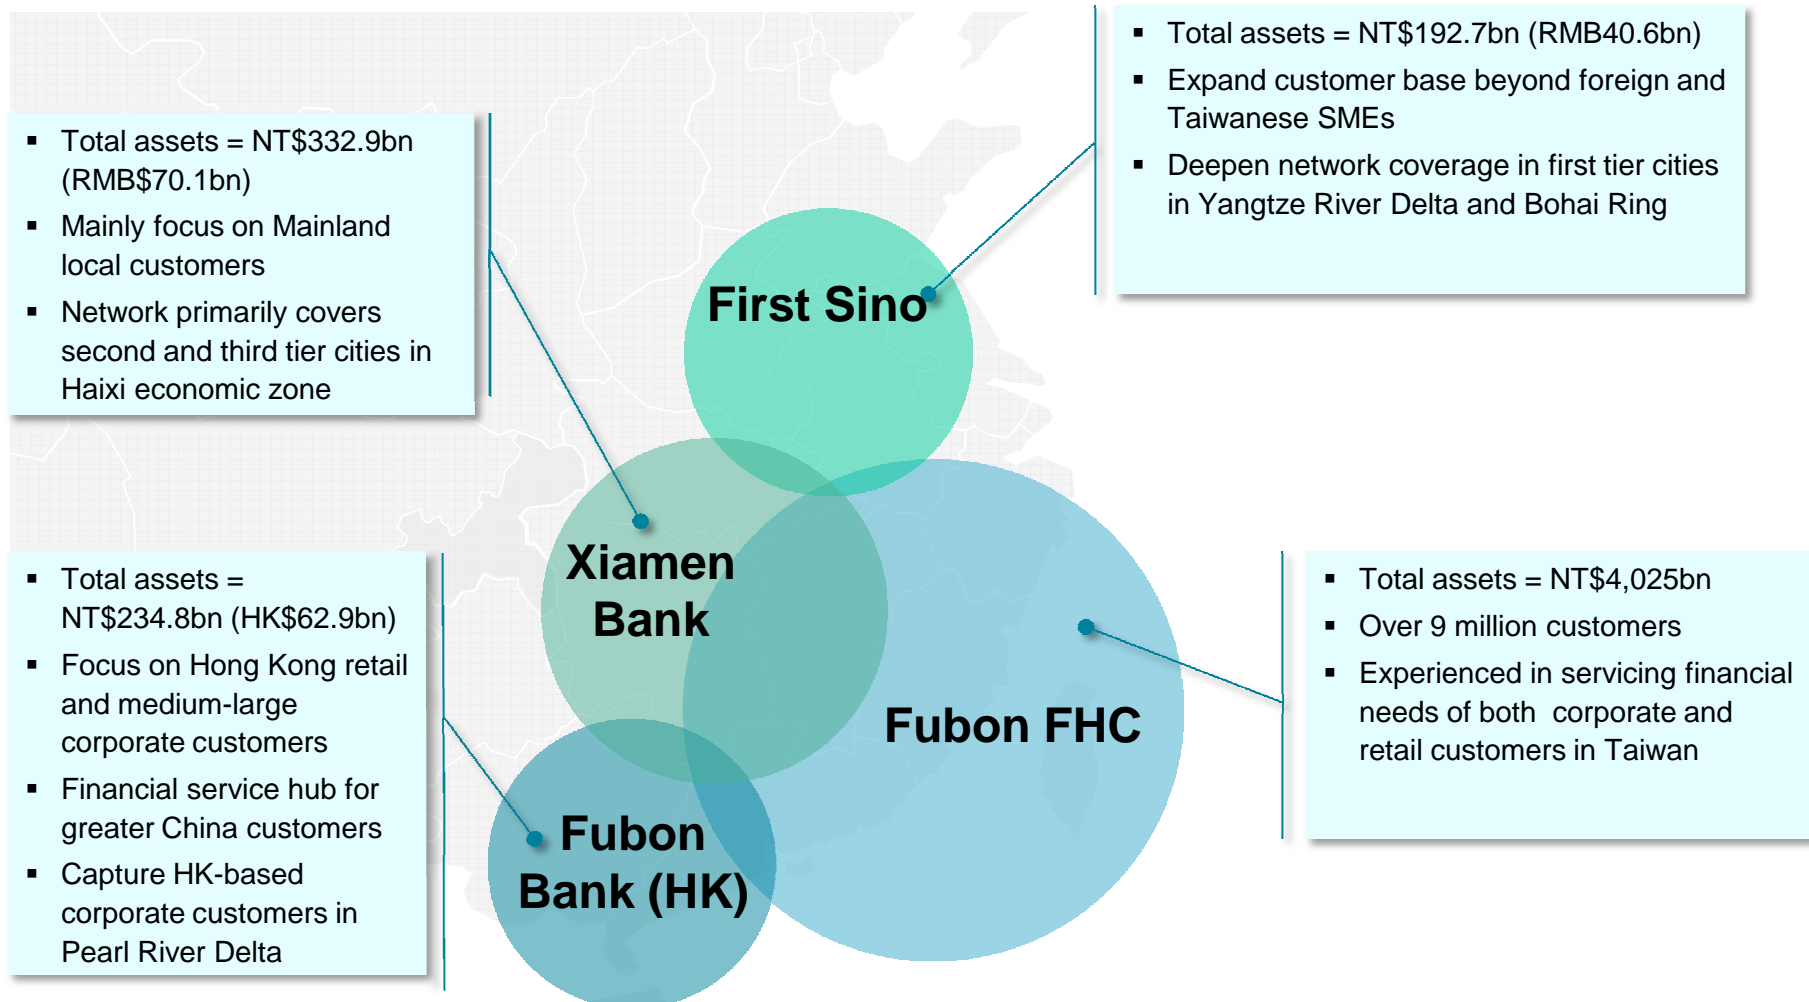 ▪ Total assets = NT$192.7bn (RMB40.6bn)
▪ Expand customer base beyond foreign and
Taiwanese SMEs
▪ Deepen network coverage in first tier cities
in Yangtze River Delta and Bohai Ring
▪ Total assets = NT$332.9bn
(RMB$70.1bn)
▪ Mainly focus on Mainland
local customers
▪ Network primarily covers
second and third tier cities in
Haixi economic zone
First Sino
Xiamen
Bank
▪ Total assets =
NT$234.8bn (HK$62.9bn)
▪ Focus on Hong Kong retail
and medium-large
corporate customers
▪ Financial service hub for
greater China customers
▪ Capture HK-based
corporate customers in
Pearl River Delta
▪ Total assets = NT$4,025bn
▪ Over 9 million customers
▪ Experienced in servicing financial
needs of both  corporate and
retail customers in Taiwan
Fubon FHC
Fubon
Bank (HK)